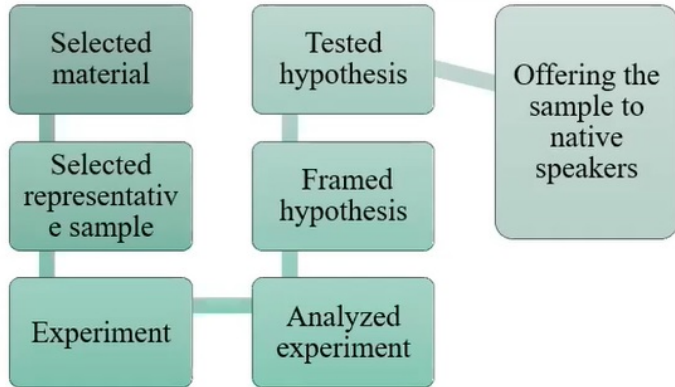 Selected
material
Selected
representativ
e sample
Experiment
Analyzed
experiment
Framed
hypothesis
Tested
hypothesis
Offering the
sample to
native
speakers